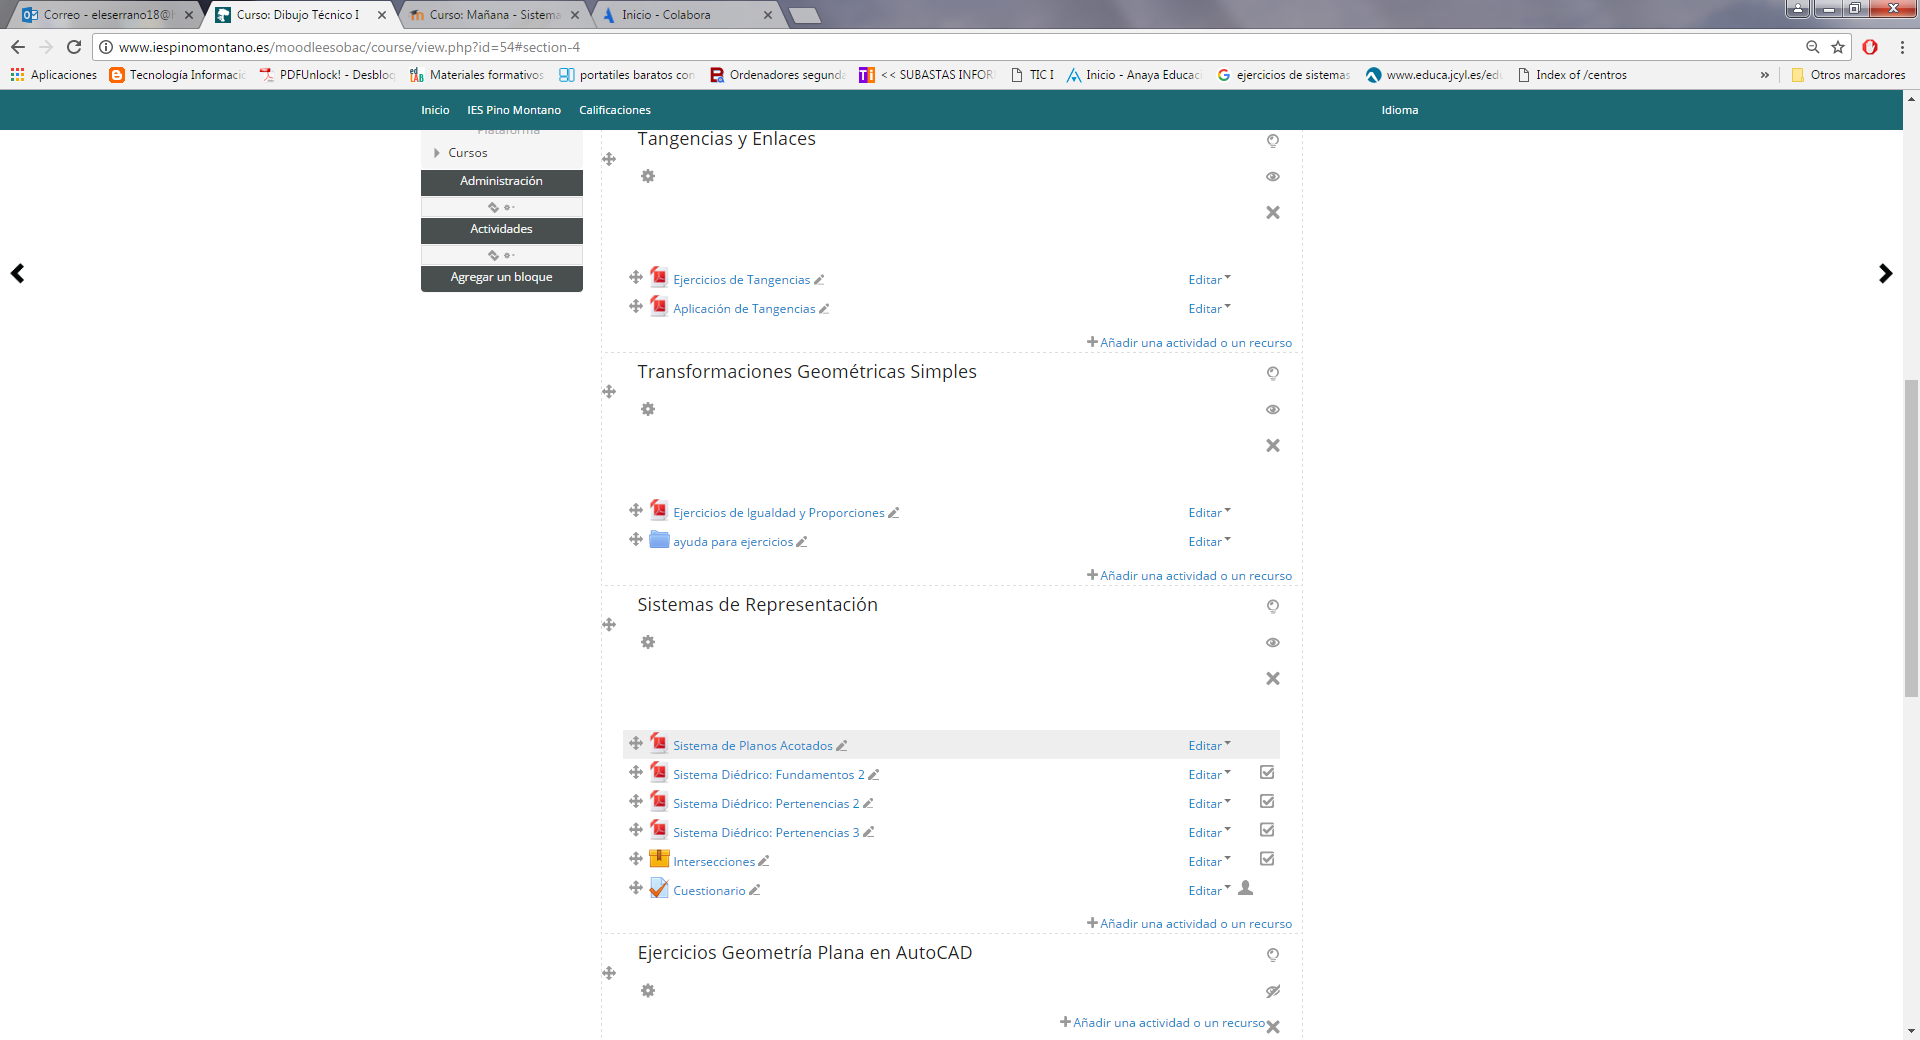 Correo - eleserrano18@h
Curso: Dibujo Técnico I
Curso: Mañana - Sistema
Inicio - Colabora
www.iespinomontano.es/moodleesobac/course/view.php?id=54#section-4
Aplicaciones
Tecnología Informaci
PDFUnlock! - Desbloq
Materiales formativos
portatiles baratos con
Ordenadores segunda
<< SUBASTAS INFOR
TIC I
Inicio - Anaya Educac
ejercicios de sistemas
www.educa.jcyl.es/edu
Index of /centros
»
Otros marcadores
Inicio
IES Pino Montano
Calificaciones
Idioma
Plataforma
Cursos
Administración
Actividades
Agregar un bloque
Tangencias y Enlaces
Ejercicios de Tangencias
Editar
Aplicación de Tangencias
Editar
Añadir una actividad o un recurso
Transformaciones Geométricas Simples
Ejercicios de Igualdad y Proporciones
Editar
ayuda para ejercicios
Editar
Añadir una actividad o un recurso
Sistemas de Representación
Sistema de Planos Acotados
Editar
Sistema Diédrico: Fundamentos 2
Editar
Sistema Diédrico: Pertenencias 2
Editar
Sistema Diédrico: Pertenencias 3
Editar
Intersecciones
Editar
Cuestionario
Editar
Añadir una actividad o un recurso
Ejercicios Geometría Plana en AutoCAD
Añadir una actividad o un recurso